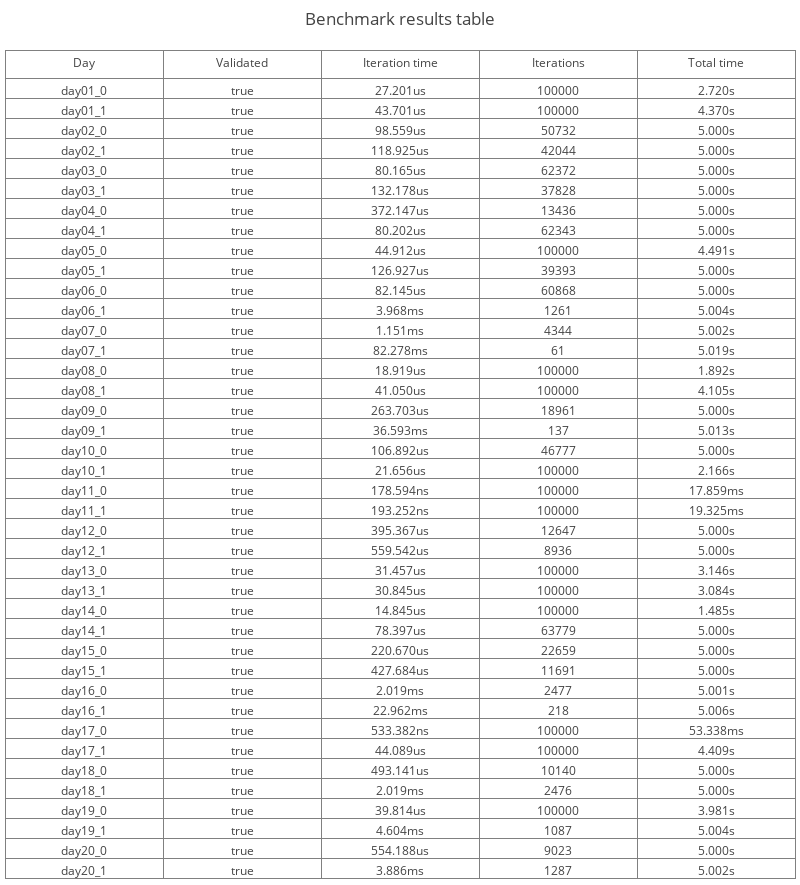 Benchmark results table
Day Validated Iteration time Iterations Total time
day01_0 true 27.201us 100000 2.720s
day01_1 true 43.701us 100000 4.370s
day02_0 true 98.559us 50732 5.000s
day02_1 true 118.925us 42044 5.000s
day03_0 true 80.165us 62372 5.000s
day03_1 true 132.178us 37828 5.000s
day04_0 true 372.147us 13436 5.000s
day04_1 true 80.202us 62343 5.000s
day05_0 true 44.912us 100000 4.491s
day05_1 true 126.927us 39393 5.000s
day06_0 true 82.145us 60868 5.000s
day06_1 true 3.968ms 1261 5.004s
day07_0 true 1.151ms 4344 5.002s
day07_1 true 82.278ms 61 5.019s
day08_0 true 18.919us 100000 1.892s
day08_1 true 41.050us 100000 4.105s
day09_0 true 263.703us 18961 5.000s
day09_1 true 36.593ms 137 5.013s
day10_0 true 106.892us 46777 5.000s
day10_1 true 21.656us 100000 2.166s
day11_0 true 178.594ns 100000 17.859ms
day11_1 true 193.252ns 100000 19.325ms
day12_0 true 395.367us 12647 5.000s
day12_1 true 559.542us 8936 5.000s
day13_0 true 31.457us 100000 3.146s
day13_1 true 30.845us 100000 3.084s
day14_0 true 14.845us 100000 1.485s
day14_1 true 78.397us 63779 5.000s
day15_0 true 220.670us 22659 5.000s
day15_1 true 427.684us 11691 5.000s
day16_0 true 2.019ms 2477 5.001s
day16_1 true 22.962ms 218 5.006s
day17_0 true 533.382ns 100000 53.338ms
day17_1 true 44.089us 100000 4.409s
day18_0 true 493.141us 10140 5.000s
day18_1 true 2.019ms 2476 5.000s
day19_0 true 39.814us 100000 3.981s
day19_1 true 4.604ms 1087 5.004s
day20_0 true 554.188us 9023 5.000s
day20_1 true 3.886ms 1287 5.002s